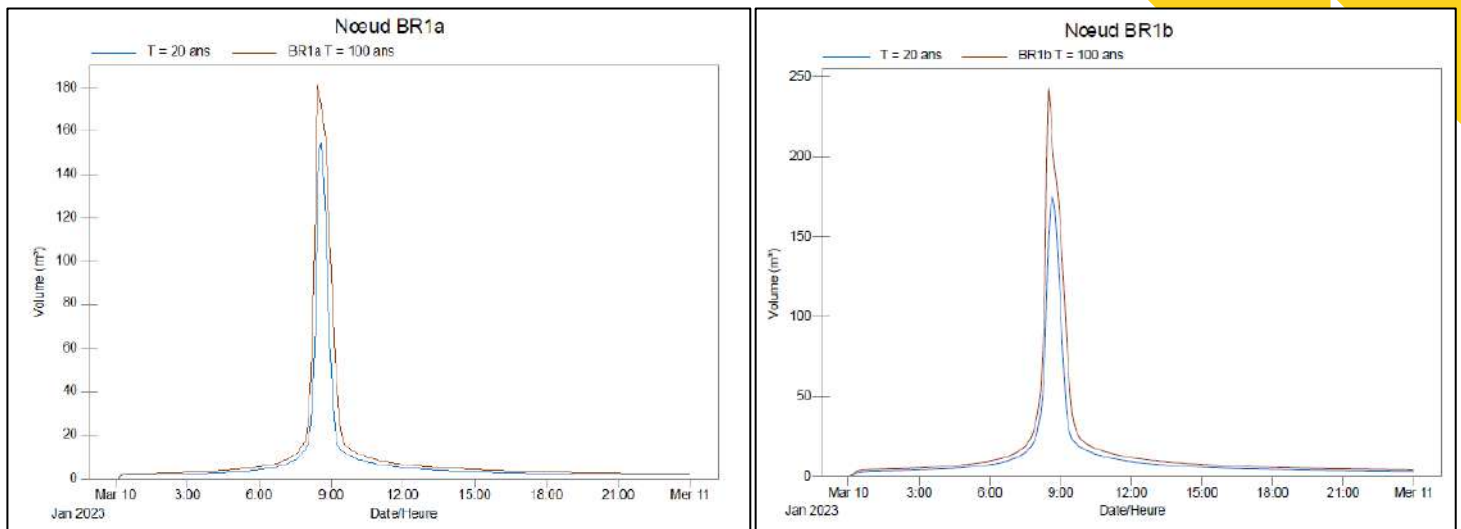 Nœud BR1a
T = 20 ans BR1a T = 100 ans
180
160
140
120
100
80
60
40
20
0
Volume (m³)
Mar 10 3:00 6:00 9:00 12:00 15:00 18:00 21:00 Mer 11
Jan 2023 Date/Heure
Nœud BR1b
T = 20 ans BR1b T = 100 ans
250
200
150
100
50
0
Volume (m³)
Mar 10 3:00 6:00 9:00 12:00 15:00 18:00 21:00 Mer 11
Jan 2023 Date/Heure